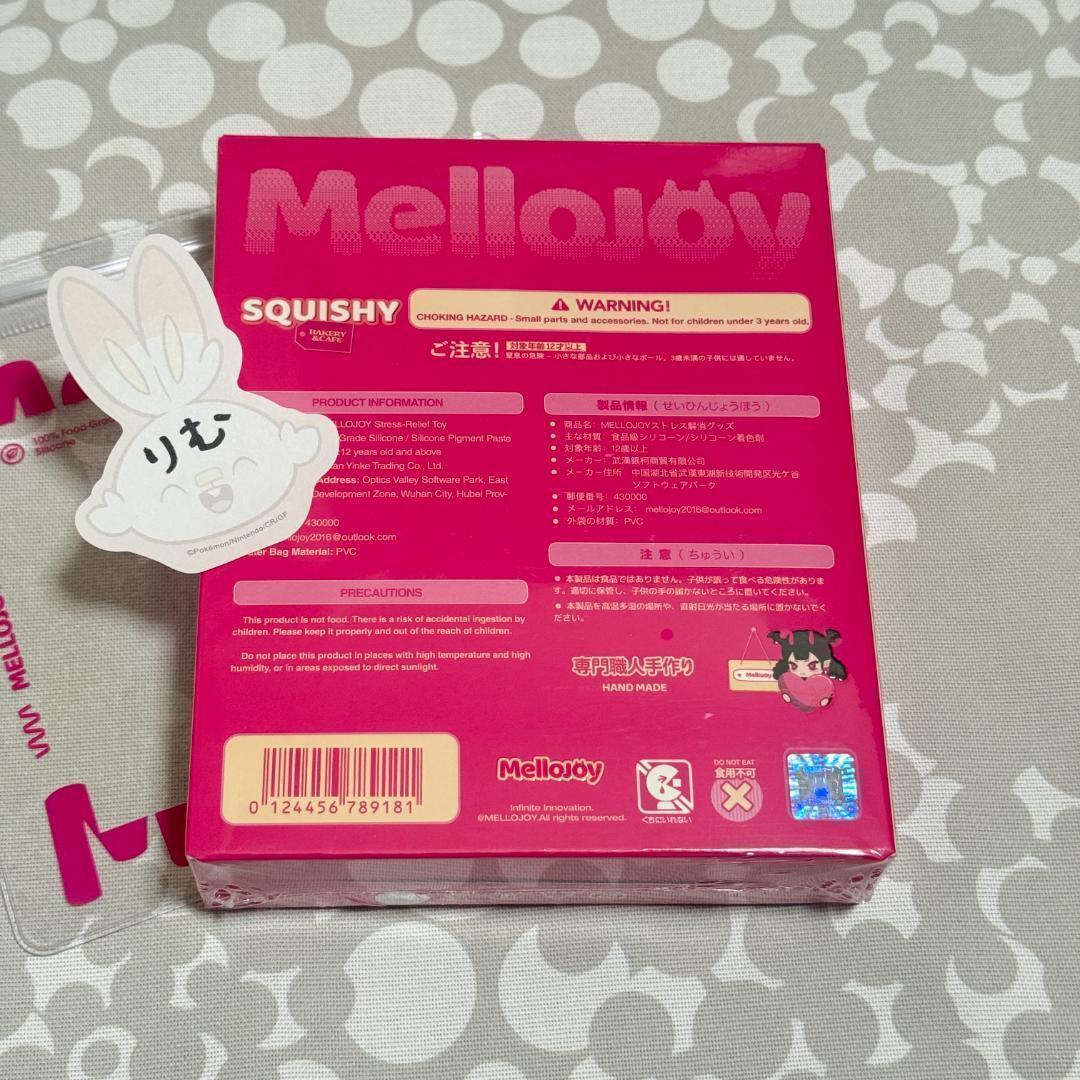 Mellojoy
SQUISHY
BAKERY
&CAFE
WARNING!
CHOKING HAZARD - Small parts and accessories. Not for children under 3 years old.
ご注意!
対象年齢12才以上
窒息の危険 - 小さな部品および小さなボール。3歳未満の子供には適していません。
PRODUCT INFORMATION
LLOJOY Stress-Relief Toy
Grade Silicone / Silicone Pigment Paste
:12 years old and above
an Yinke Trading Co., Ltd.
Address: Optics Valley Software Park, East
Development Zone, Wuhan City, Hubei Prov-
430000
llojoy2016@outlook.com
ter Bag Material: PVC
PRECAUTIONS
This product is not food. There is a risk of accidental ingestion by
children. Please keep it properly and out of the reach of children.
Do not place this product in places with high temperature and high
humidity, or in areas exposed to direct sunlight.
製品情報(せいひんじょうほう)
• 商品名: MELLOJOYストレス解消グッズ
• 主な材質: 食品級シリコーン/シリコーン着色剤
• 対象年齢: 12歳以上
• メーカー: 武漢銀柯商貿有限公司
• メーカー住所 中国湖北省武漢東湖新技術開発区光ケ谷
ソフトウェアパーク
• 郵便番号: 430000
• メールアドレス: mellojoy2016@outlook.com
• 外袋の材質: PVC
注意(ちゅうい)
• 本製品は食品ではありません。子供が誤って食べる危険性がありま
す。適切に保管し、子供の手の届かないところに置いてください。
• 本製品を高温多湿の場所や、直射日光が当たる場所に置かないでく
ださい。
専門職人手作り
HAND MADE
Mellojoy
0 124456 789181
Mellojoy
Infinite Innovation.
@MELLOJOY.All rights reserved.
くちにいれない
DO NOT EAT
食用不可
りむ
©Pokémon/Nintendo/CR/GF
100% Food-Gra
Silicone
MELLOJO
M